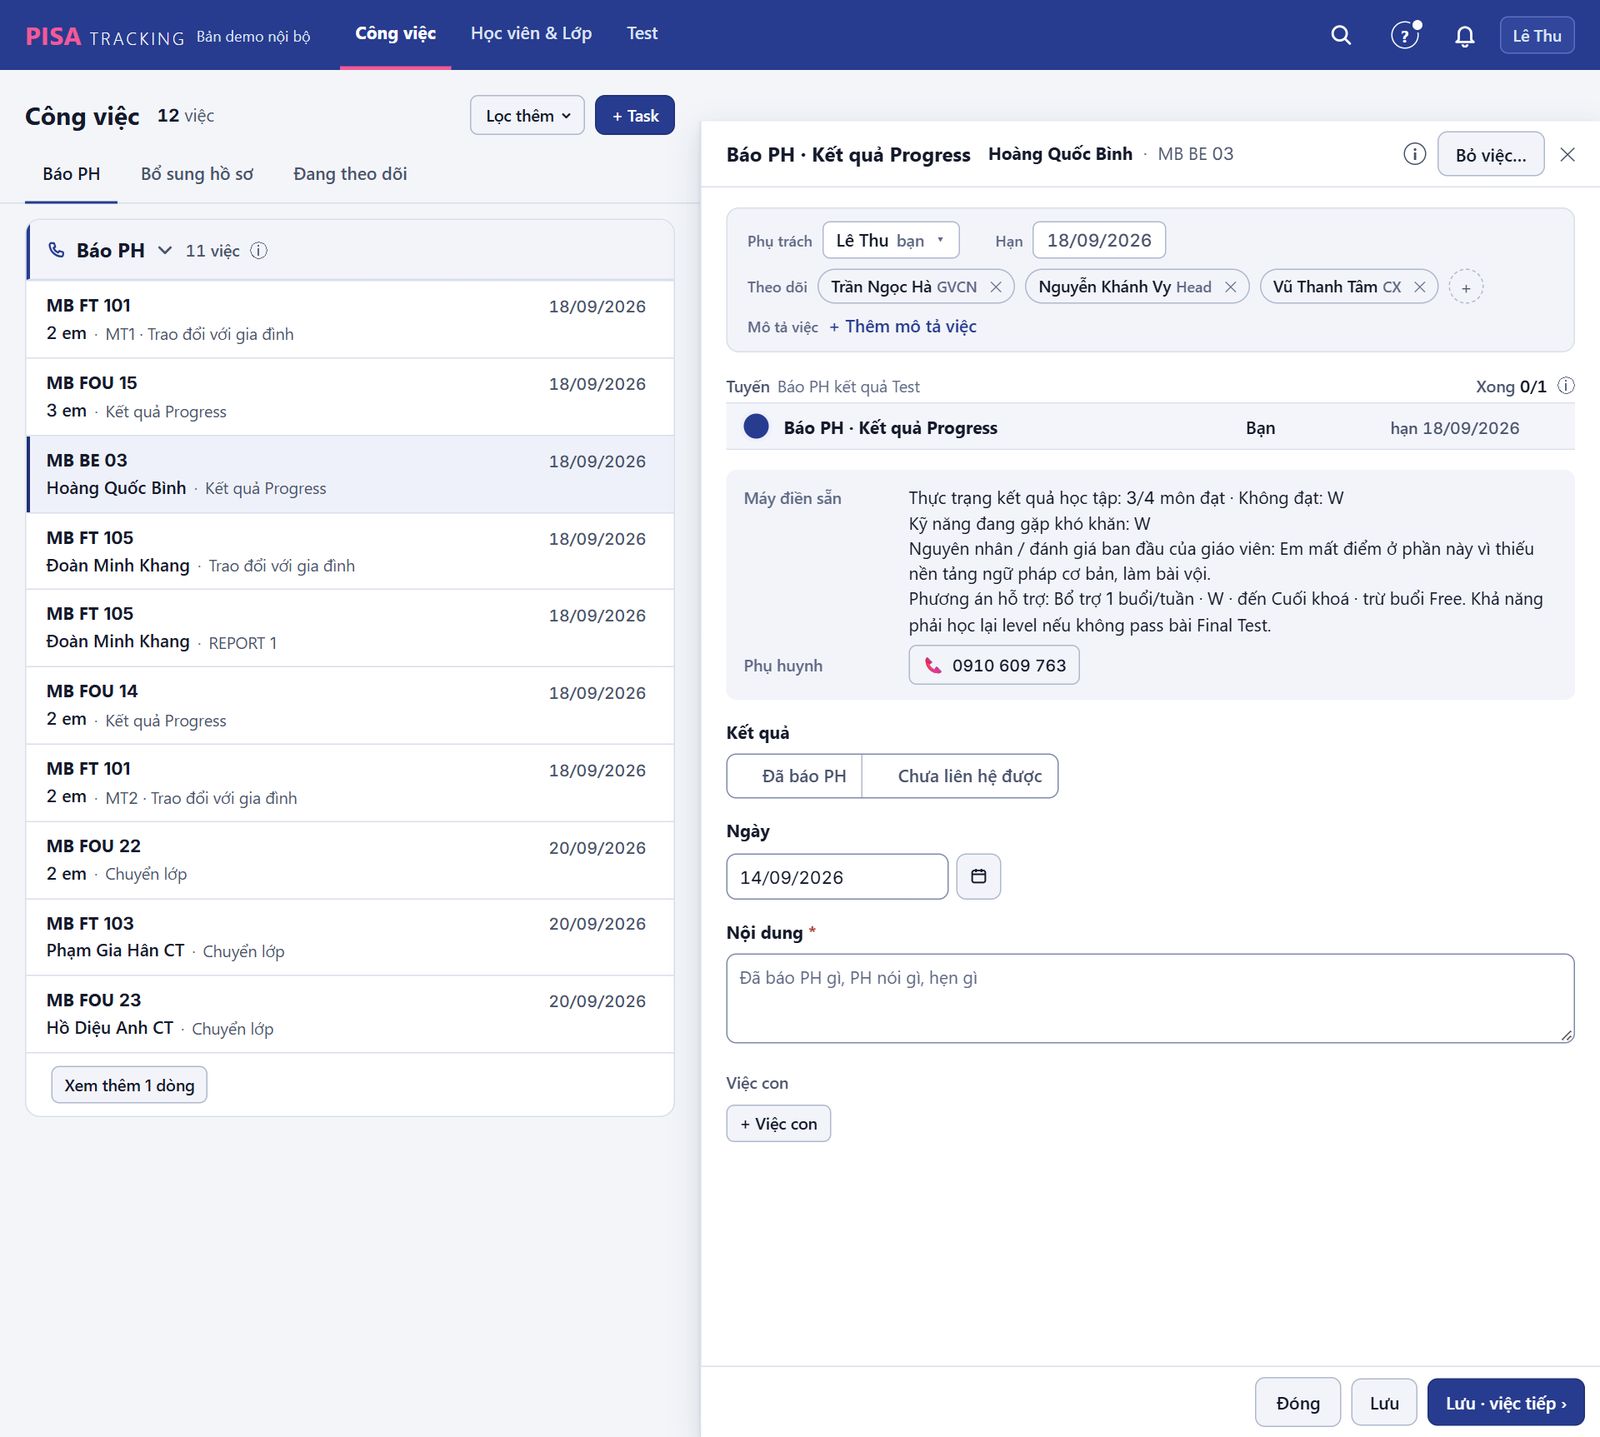 PISA TRACKING Bản demo nội bộ Công việc Học viên & Lớp Test ? Lê Thu
Công việc 12 việc Lọc thêm + Task
Báo PH Bổ sung hồ sơ Đang theo dõi
Báo PH 11 việc
MB FT 101 18/09/2026
2 em · MT1 · Trao đổi với gia đình
MB FOU 15 18/09/2026
3 em · Kết quả Progress
MB BE 03 18/09/2026
Hoàng Quốc Bình · Kết quả Progress
MB FT 105 18/09/2026
Đoàn Minh Khang · Trao đổi với gia đình
MB FT 105 18/09/2026
Đoàn Minh Khang · REPORT 1
MB FOU 14 18/09/2026
2 em · Kết quả Progress
MB FT 101 18/09/2026
2 em · MT2 · Trao đổi với gia đình
MB FOU 22 20/09/2026
2 em · Chuyển lớp
MB FT 103 20/09/2026
Phạm Gia Hân CT · Chuyển lớp
MB FOU 23 20/09/2026
Hồ Diệu Anh CT · Chuyển lớp
Xem thêm 1 dòng
Báo PH · Kết quả Progress Hoàng Quốc Bình · MB BE 03 Bỏ việc...
Phụ trách Lê Thu bạn Hạn 18/09/2026
Theo dõi Trần Ngọc Hà GVCN Nguyễn Khánh Vy Head Vũ Thanh Tâm CX +
Mô tả việc + Thêm mô tả việc
Tuyến Báo PH kết quả Test Xong 0/1
Báo PH · Kết quả Progress Bạn hạn 18/09/2026
Máy điền sẵn Thực trạng kết quả học tập: 3/4 môn đạt · Không đạt: W
Kỹ năng đang gặp khó khăn: W
Nguyên nhân / đánh giá ban đầu của giáo viên: Em mất điểm ở phần này vì thiếu
nền tảng ngữ pháp cơ bản, làm bài vội.
Phương án hỗ trợ: Bổ trợ 1 buổi/tuần · W · đến Cuối khoá · trừ buổi Free. Khả năng
phải học lại level nếu không pass bài Final Test.
Phụ huynh 0910 609 763
Kết quả
Đã báo PH Chưa liên hệ được
Ngày
14/09/2026
Nội dung *
Đã báo PH gì, PH nói gì, hẹn gì
Việc con
+ Việc con
Đóng Lưu Lưu · việc tiếp ›